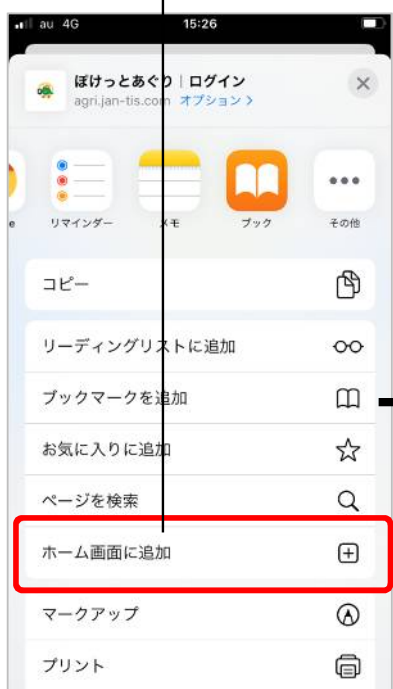 au 4G 15:26
ぽけっとあぐり｜ログイン
agri.jan-tis.com オプション
リマインダー メモ ブック その他
コピー
リーディングリストに追加
ブックマークを追加
お気に入りに追加
ページを検索
ホーム画面に追加
マークアップ
プリント